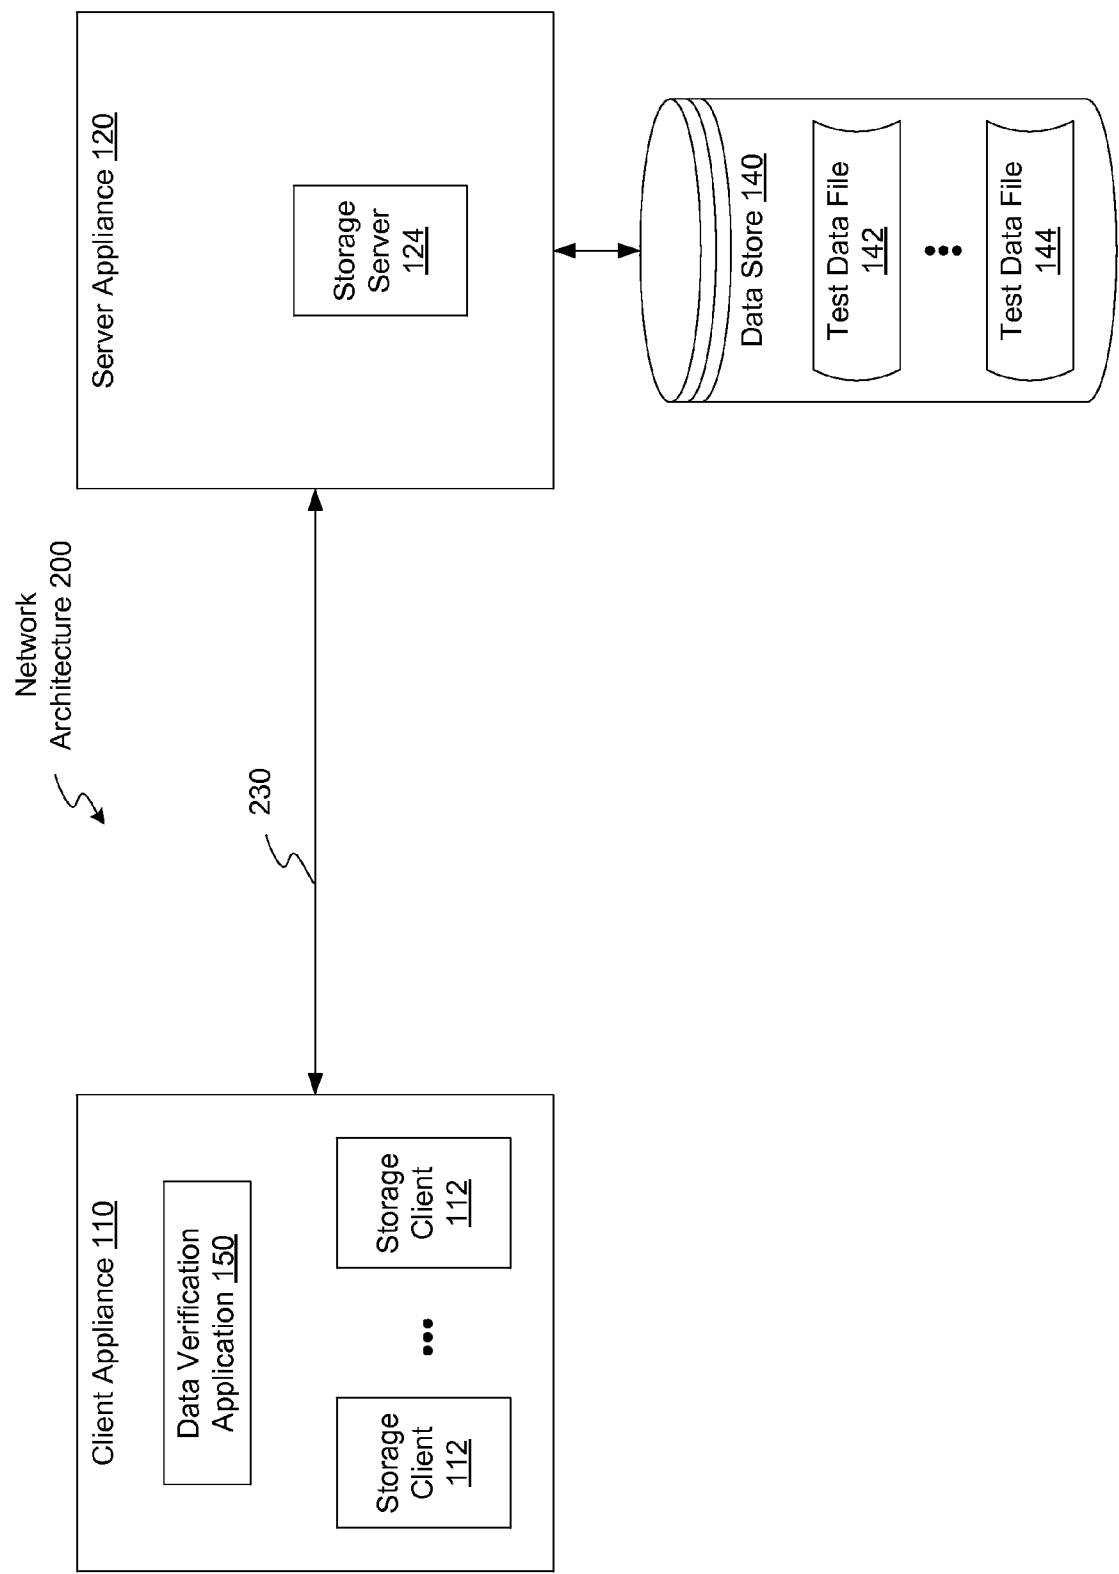 Network
Architecture 200
Client Appliance 110
Data Verification
Application 150
Storage
Client
112
•••
Storage
Client
112
230
Server Appliance 120
Storage
Server
124
Data Store 140
Test Data File
142
•••
Test Data File
144